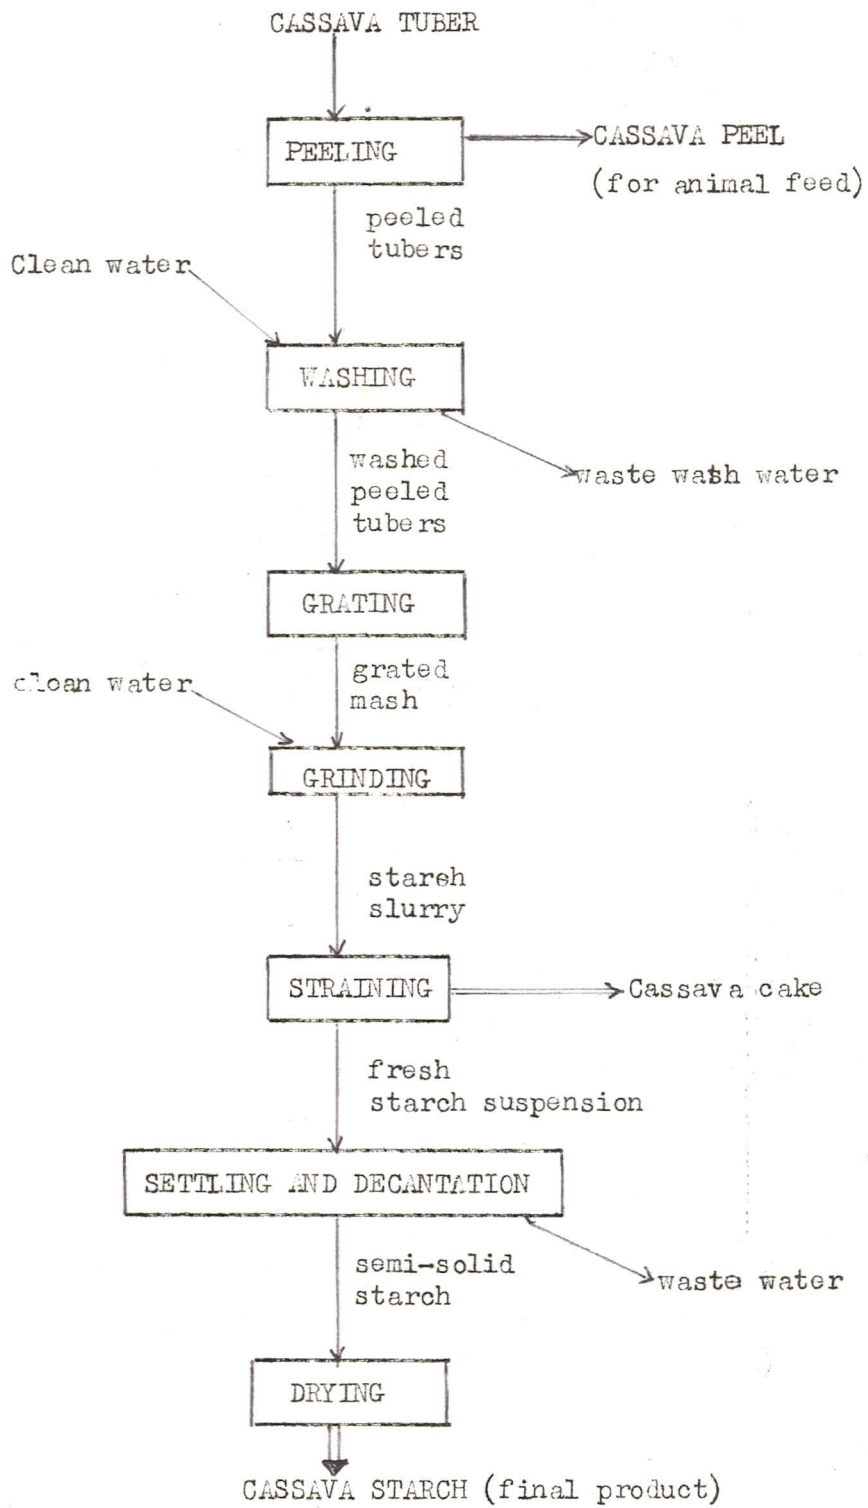 CASSAVA TUBER
PEELING
CASSAVA PEEL
(for animal feed)
peeled
tubers
Clean water
WASHING
washed
peeled
tubers
waste wash water
GRATING
grated
mash
clean water
GRINDING
starch
slurry
STRAINING
Cassava cake
fresh
starch suspension
SETTLING AND DECANTATION
semi-solid
starch
waste water
DRYING
CASSAVA STARCH (final product)